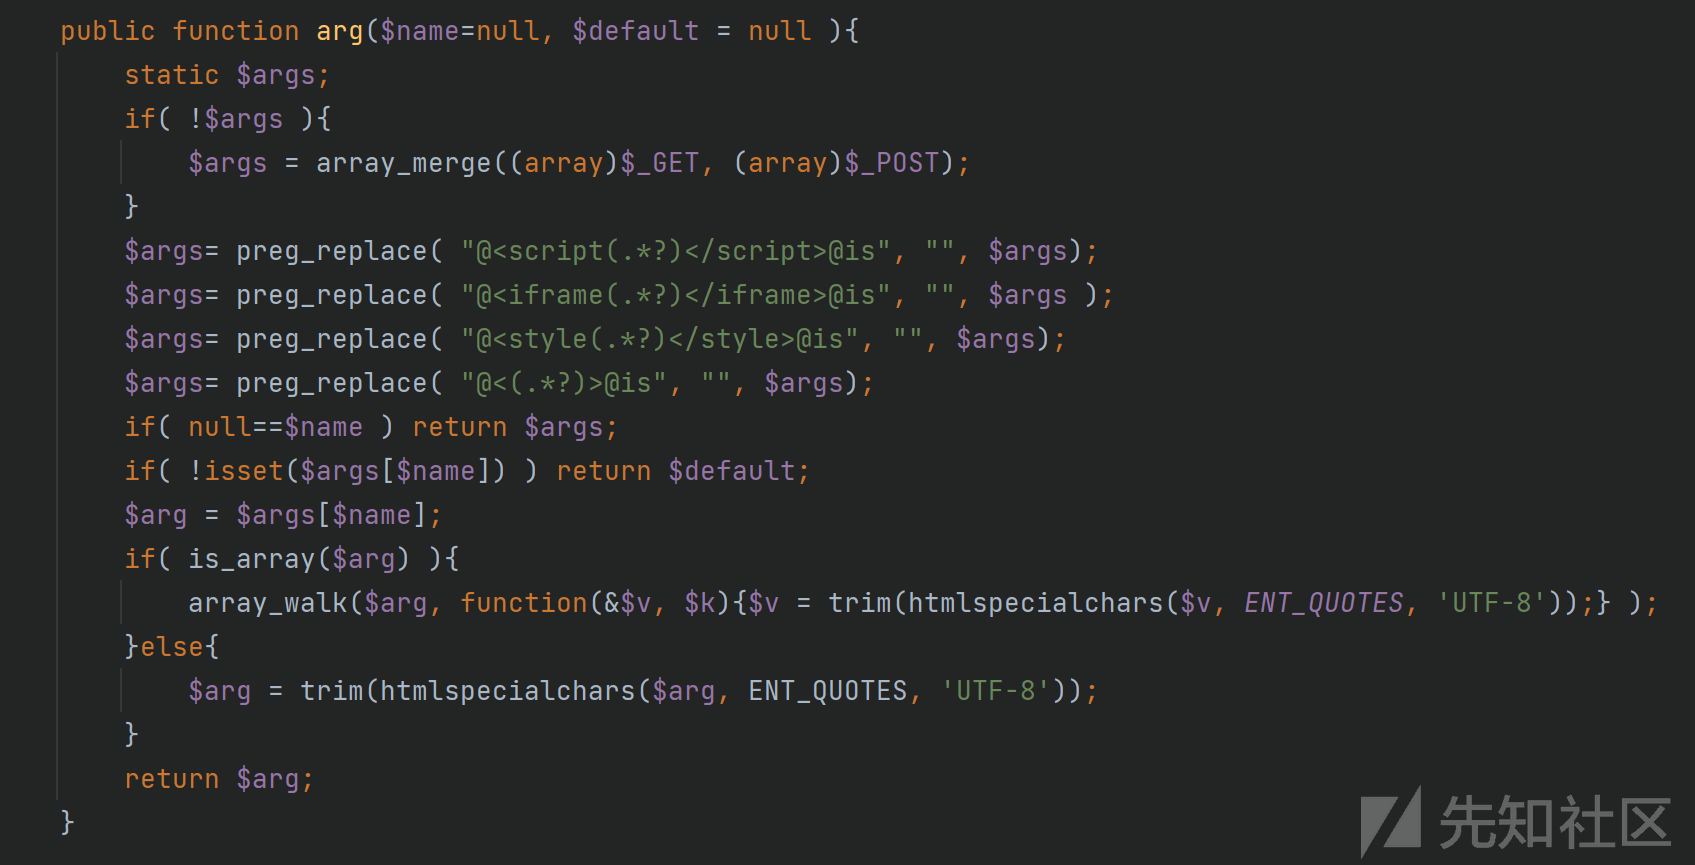 public function arg($name=null, $default = null ){
    static $args;
    if( !$args ){
        $args = array_merge((array)$_GET, (array)$_POST);
    }
    $args= preg_replace( "@<script(.*?)</script>@is", "", $args);
    $args= preg_replace( "@<iframe(.*?)</iframe>@is", "", $args );
    $args= preg_replace( "@<style(.*?)</style>@is", "", $args);
    $args= preg_replace( "@<(.*?)>@is", "", $args);
    if( null==$name ) return $args;
    if( !isset($args[$name]) ) return $default;
    $arg = $args[$name];
    if( is_array($arg) ){
        array_walk($arg, function(&$v, $k){$v = trim(htmlspecialchars($v, ENT_QUOTES, 'UTF-8'));} );
    }else{
        $arg = trim(htmlspecialchars($arg, ENT_QUOTES, 'UTF-8'));
    }
    return $arg;
}
先知社区